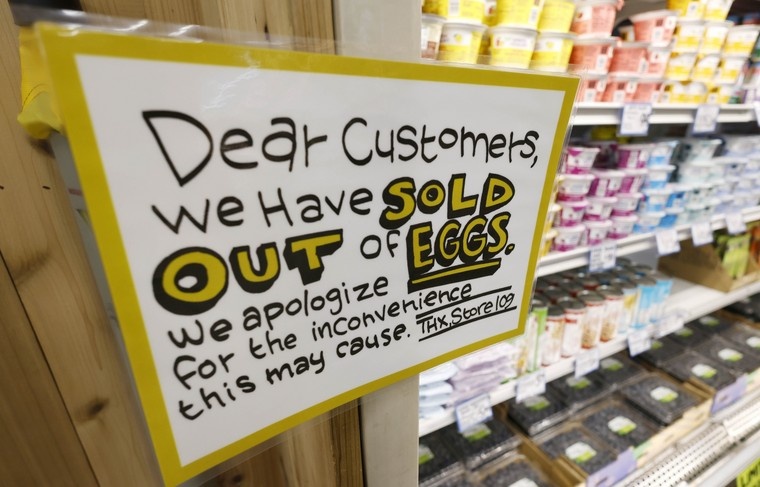 Dear Customers,
we Have SOLD
OUT of EGGS.
We apologize
for the inconvenience
this may cause. THX, Store 109